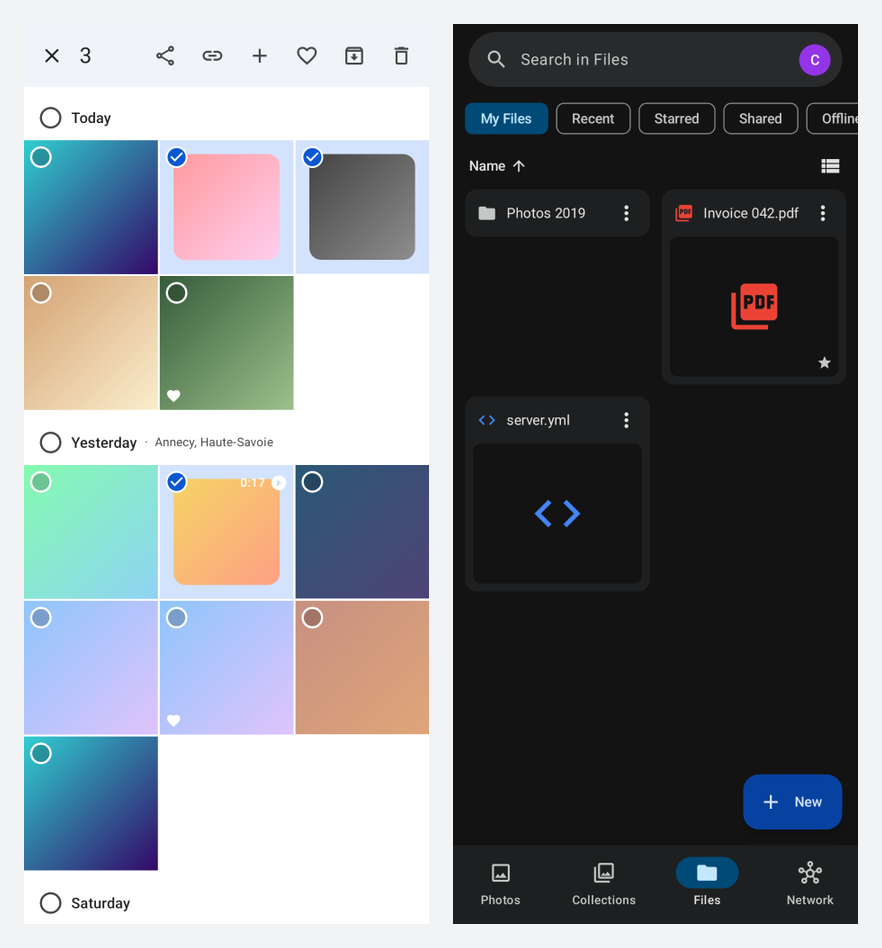 3
Today
Yesterday · Annecy, Haute-Savoie
0:17
Saturday
Search in Files
C
My Files
Recent
Starred
Shared
Offline
Name
Photos 2019
Invoice 042.pdf
PDF
PDF
server.yml
New
Photos
Collections
Files
Network